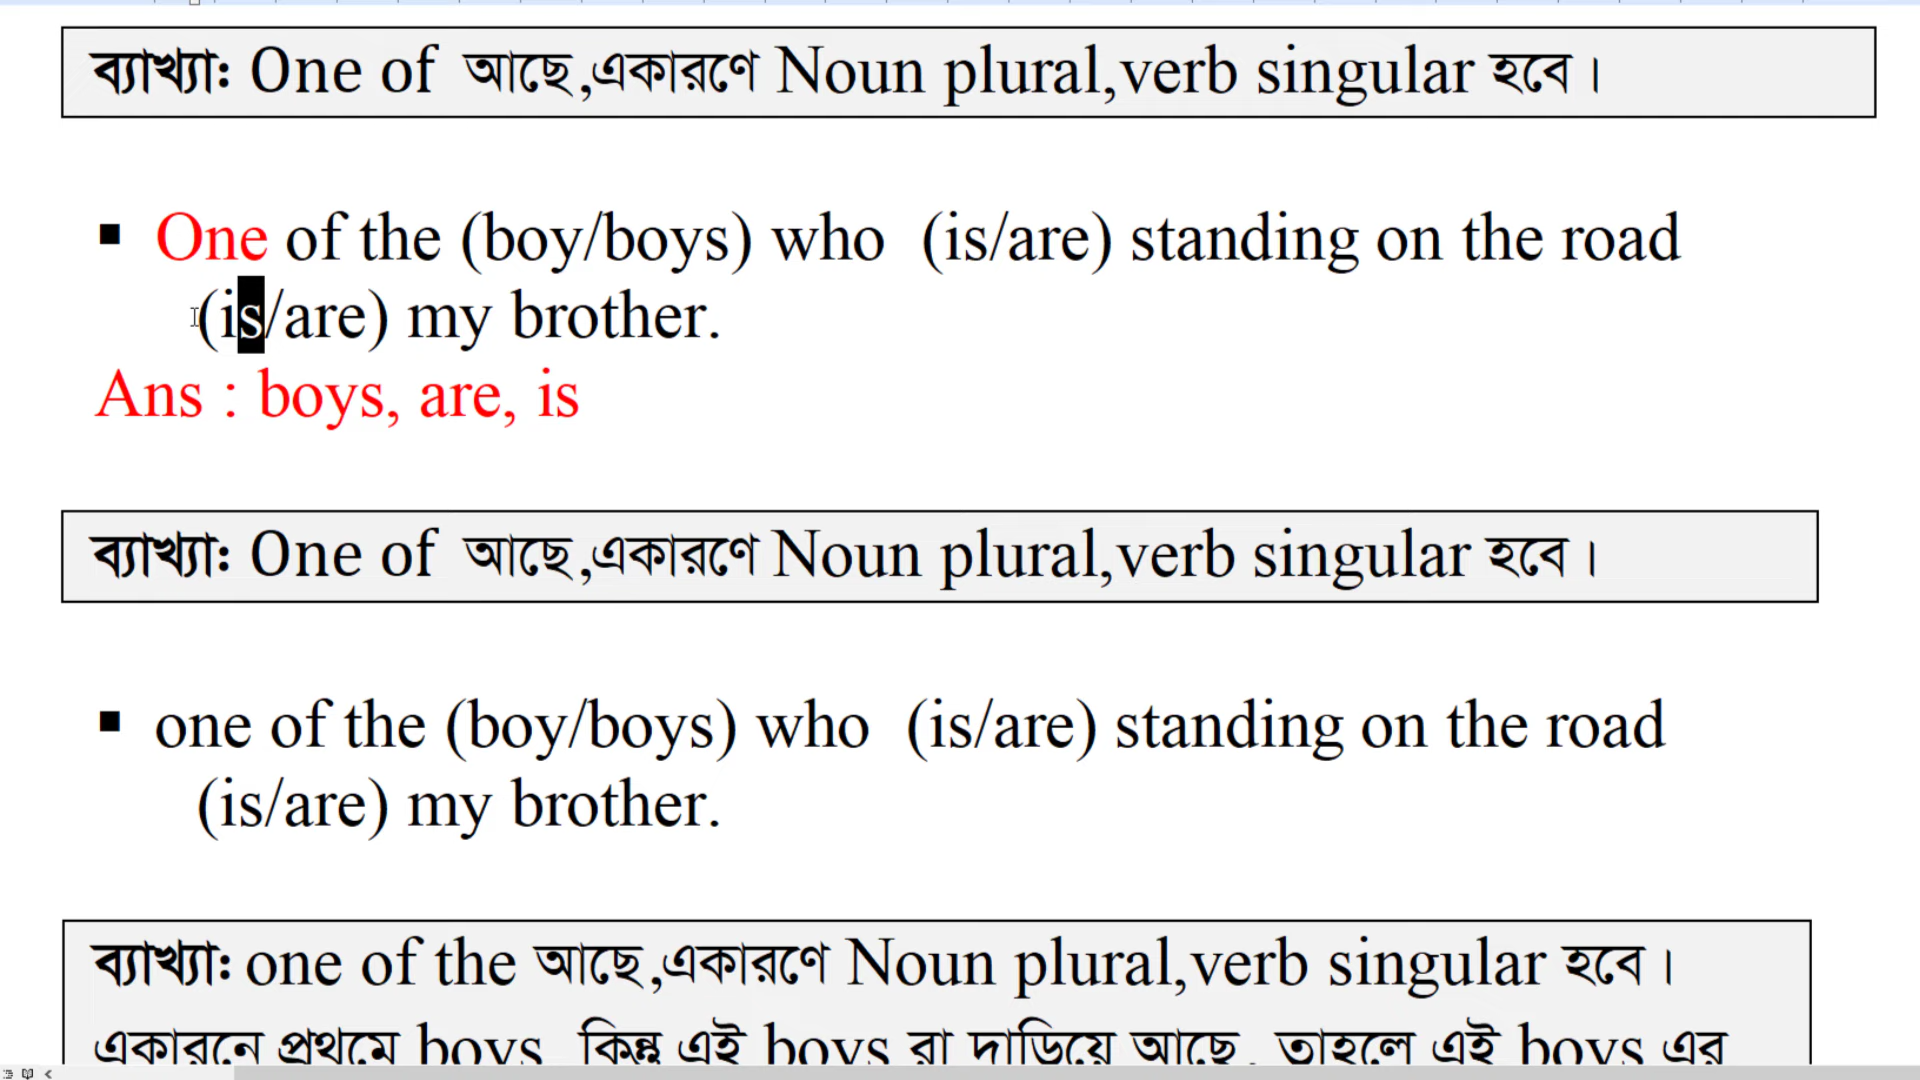 ব্যাখ্যাঃ One of আছে,একারণে Noun plural,verb singular হবে।
▪ One of the (boy/boys) who (is/are) standing on the road
(is/are) my brother.
Ans : boys, are, is
ব্যাখ্যাঃ One of আছে,একারণে Noun plural,verb singular হবে।
▪ one of the (boy/boys) who (is/are) standing on the road
(is/are) my brother.
ব্যাখ্যাঃ one of the আছে,একারণে Noun plural,verb singular হবে।
একারনে প্রথমে boys কিন্তু এই boys রা দাড়িয়ে আছে, তাহলে এই boys এর